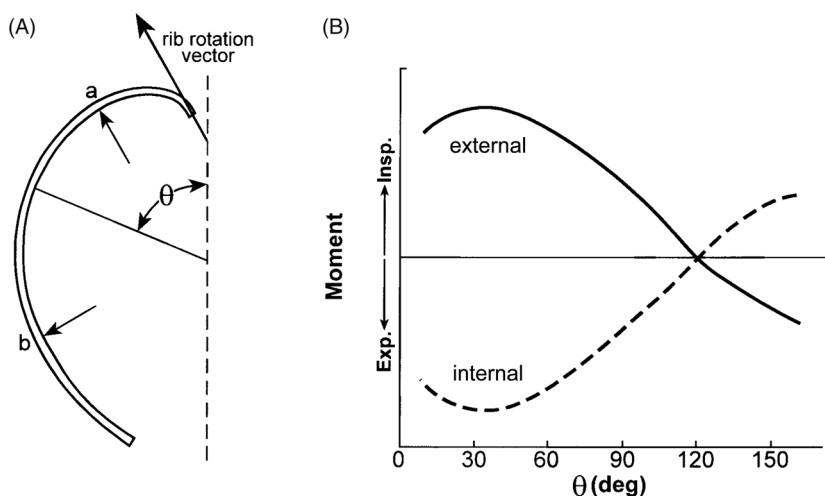 (A)
rib rotation
vector
a
θ
b
(B)
Moment
Insp.
Exp.
external
internal
0 30 60 90 120 150
θ (deg)